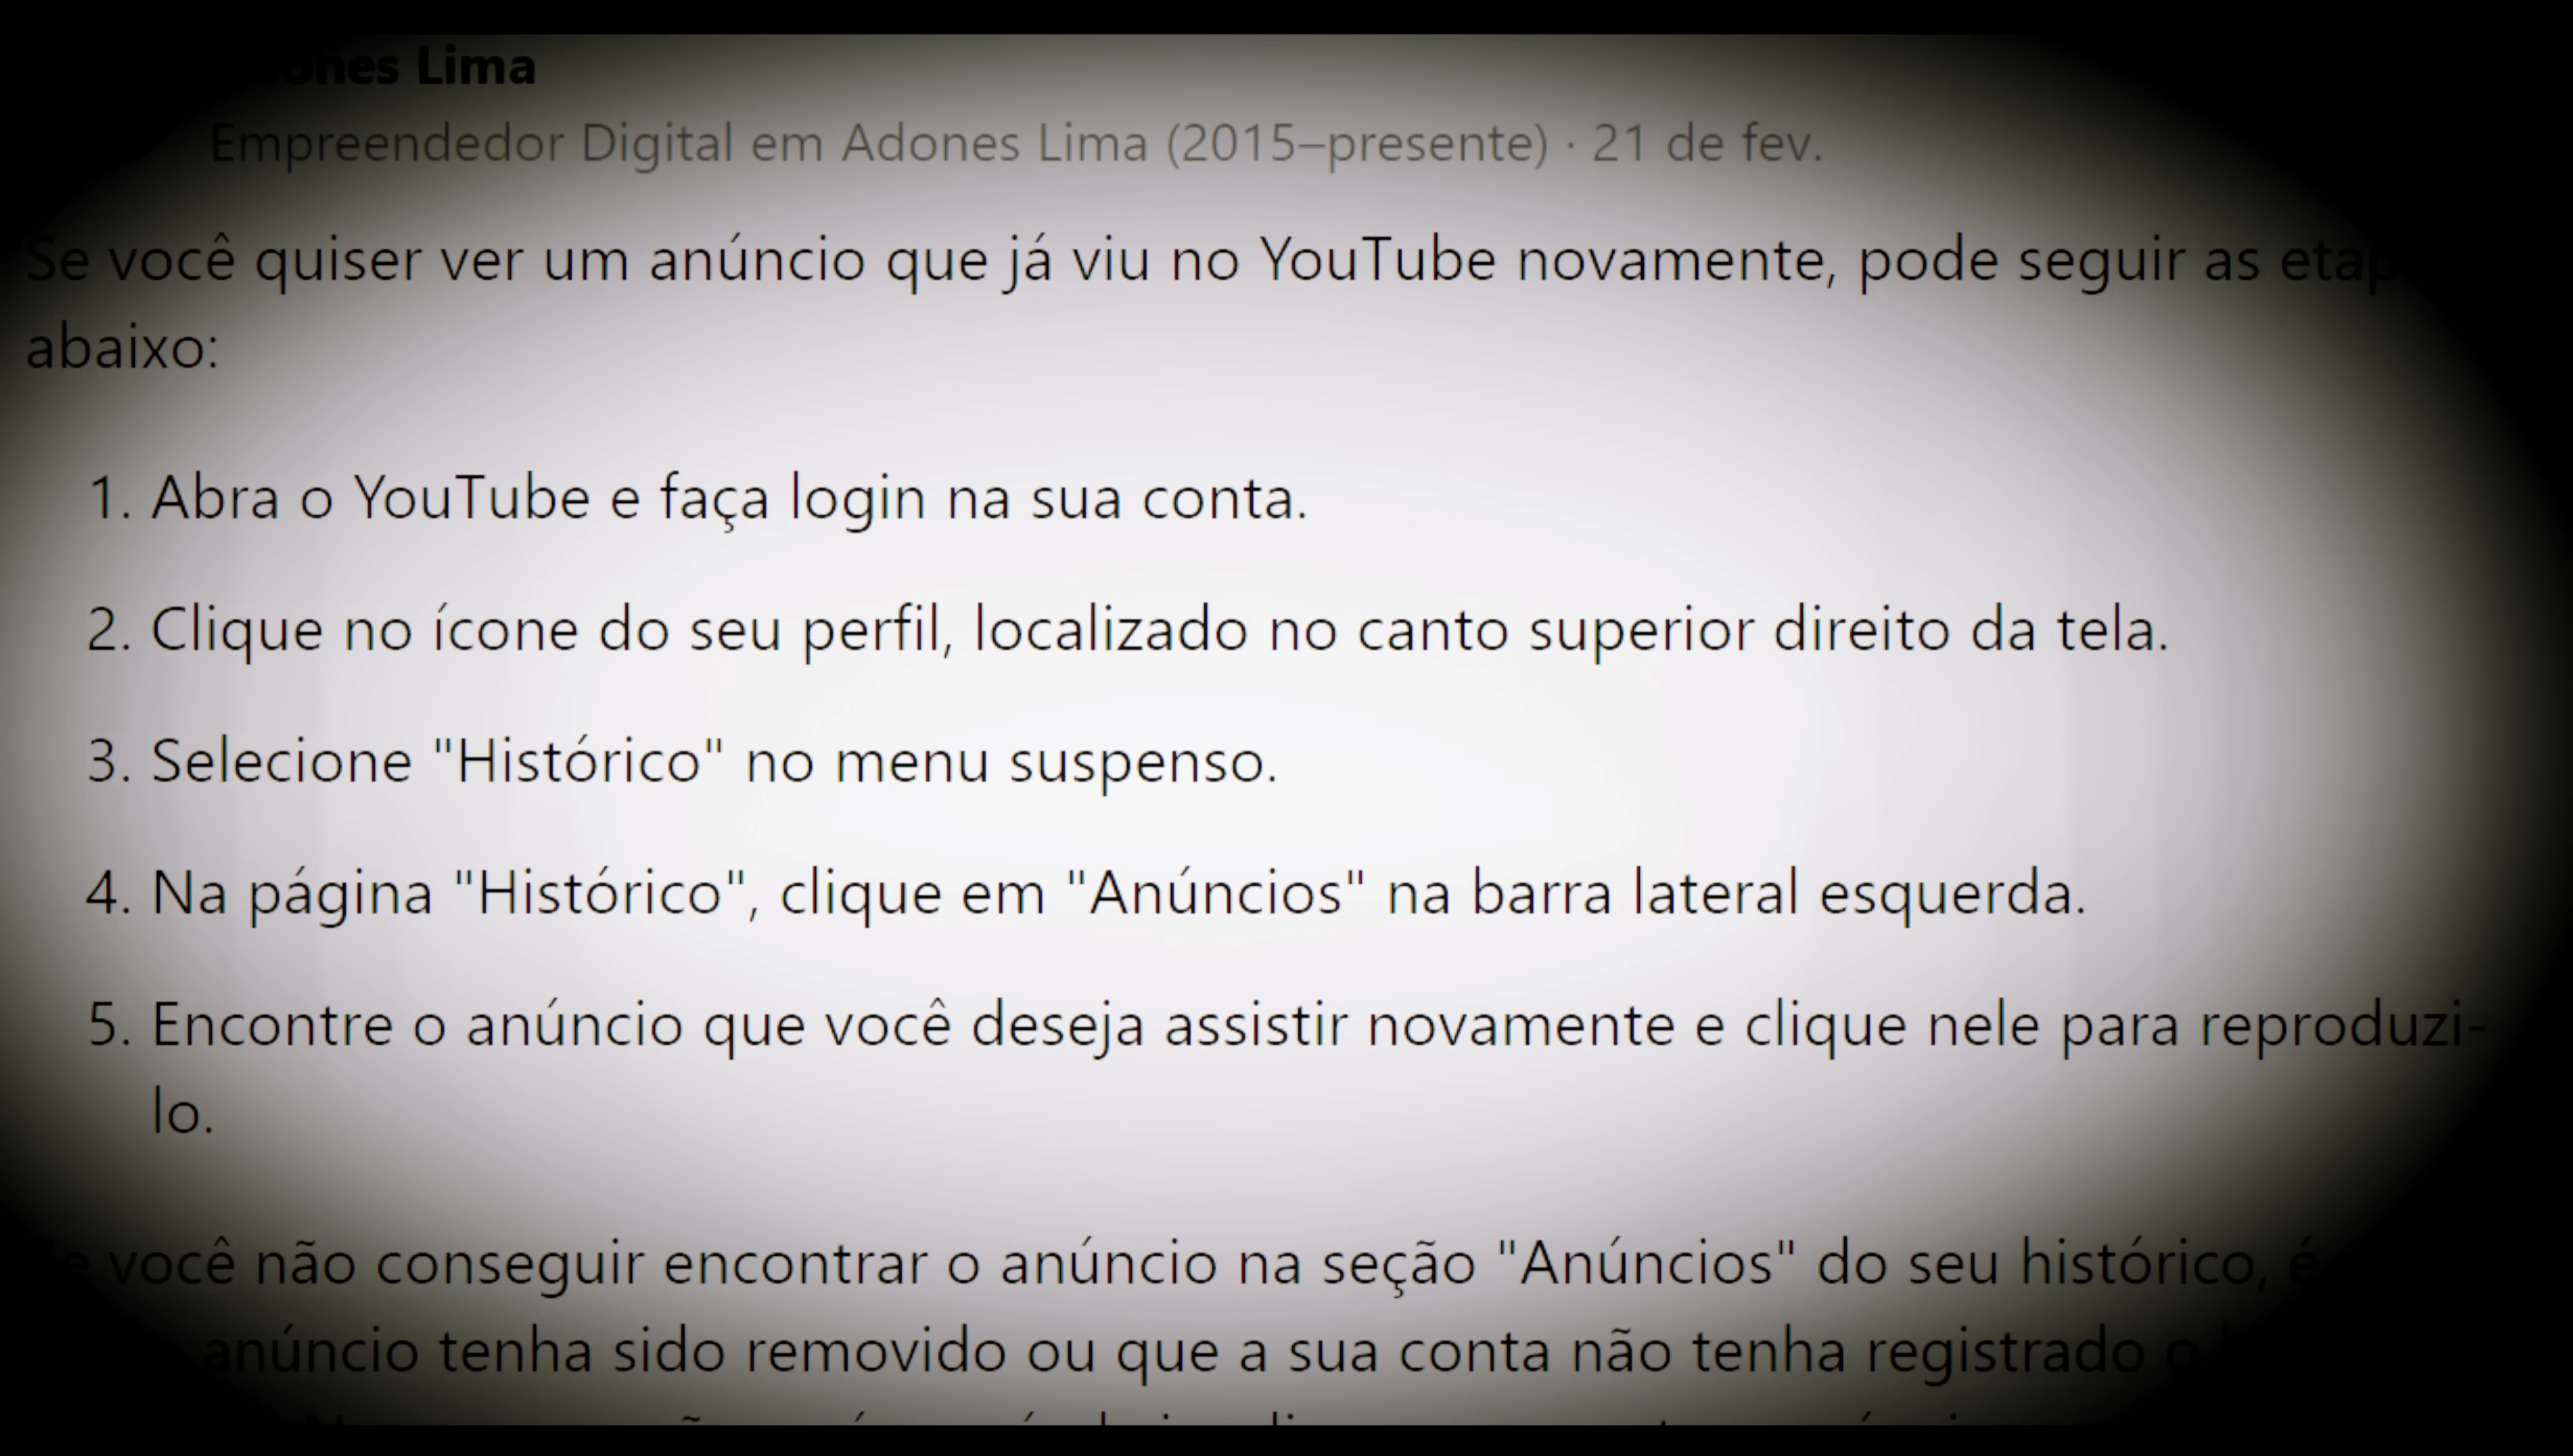 Adones Lima
Empreendedor Digital em Adones Lima (2015–presente) · 21 de fev.
Se você quiser ver um anúncio que já viu no YouTube novamente, pode seguir as
abaixo:
1. Abra o YouTube e faça login na sua conta.
2. Clique no ícone do seu perfil, localizado no canto superior direito da tela.
3. Selecione "Histórico" no menu suspenso.
4. Na página "Histórico", clique em "Anúncios" na barra lateral esquerda.
5. Encontre o anúncio que você deseja assistir novamente e clique nele para reproduzi-
lo.
você não conseguir encontrar o anúncio na seção "Anúncios" do seu histórico, é
anúncio tenha sido removido ou que a sua conta não tenha registrado o